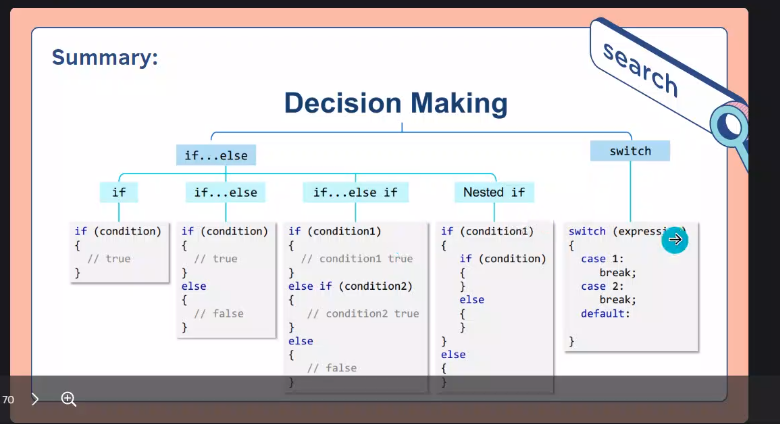 Summary:
search
Decision Making
if...else
switch
if
if...else
if...else if
Nested if
if (condition)
{
// true
}
if (condition)
{
// true
}
else
{
// false
}
if (condition1)
{
// condition1 true
}
else if (condition2)
{
// condition2 true
}
else
{
// false
}
if (condition1)
{
if (condition)
{
}
else
{
}
}
else
{
}
switch (express
{
case 1:
break;
case 2:
break;
default:
}
70